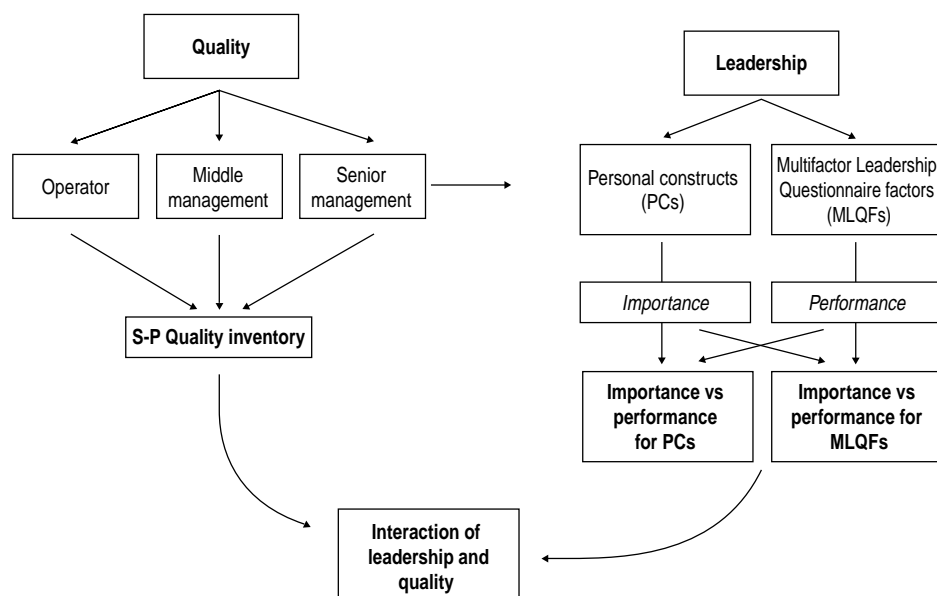 Quality
Leadership
Operator
Middle
management
Senior
management
Personal constructs
(PCs)
Multifactor Leadership
Questionnaire factors
(MLQFs)
Importance
Performance
S-P Quality inventory
Importance vs
performance
for PCs
Importance vs
performance for
MLQFs
Interaction of
leadership and
quality